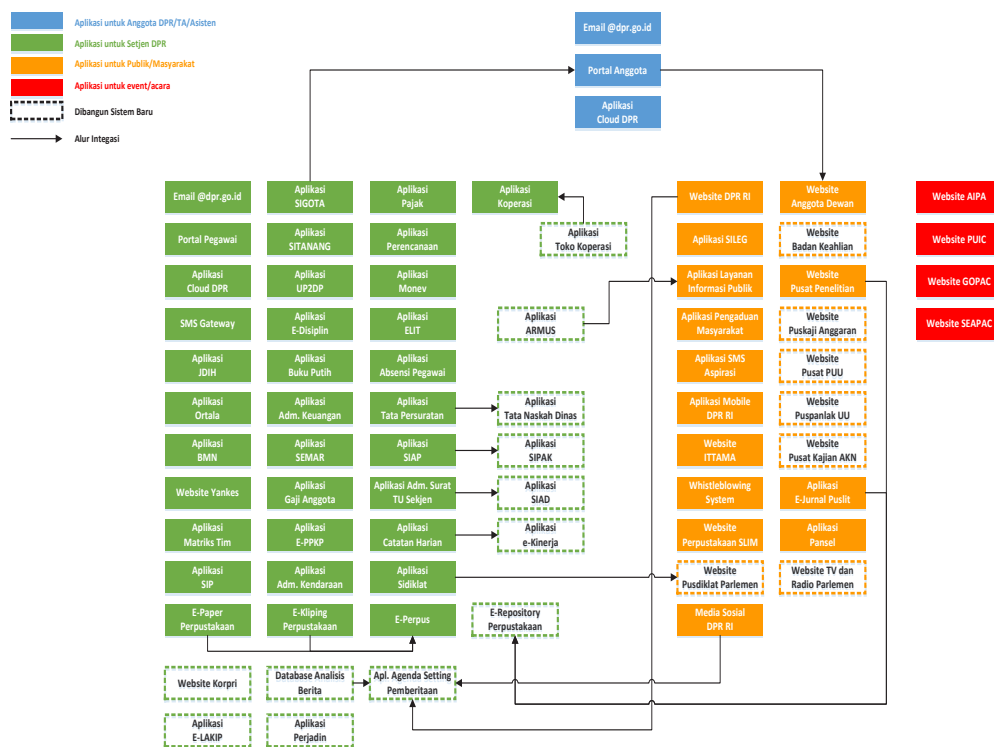 Aplikasi untuk Anggota DPR/TA/Asisten
Aplikasi untuk Setjen DPR
Aplikasi untuk Publik/Masyarakat
Aplikasi untuk event/acara
Dibangun Sistem Baru
Alur Integasi
Email @dpr.go.id
Portal Anggota
Aplikasi
Cloud DPR
Email @dpr.go.id
Portal Pegawai
Aplikasi
Cloud DPR
SMS Gateway
Aplikasi
JDIH
Aplikasi
Ortala
Aplikasi
BMN
Website Yankes
Aplikasi
Matriks Tim
Aplikasi
SIP
E-Paper
Perpustakaan
Aplikasi
SIGOTA
Aplikasi
SITANANG
Aplikasi
UP2DP
Aplikasi
E-Disiplin
Aplikasi
Buku Putih
Aplikasi
Adm. Keuangan
Aplikasi
SEMAR
Aplikasi
Gaji Anggota
Aplikasi
E-PPKP
Aplikasi
Adm. Kendaraan
E-Kliping
Perpustakaan
Aplikasi
Pajak
Aplikasi
Perencanaan
Aplikasi
Monev
Aplikasi
ELIT
Aplikasi
Absensi Pegawai
Aplikasi
Tata Persuratan
Aplikasi
SIAP
Aplikasi Adm. Surat
TU Sekjen
Aplikasi
Catatan Harian
Aplikasi
Sidiklat
E-Perpus
Aplikasi
Koperasi
Aplikasi
Toko Koperasi
Aplikasi
ARMUS
Aplikasi
Tata Naskah Dinas
Aplikasi
SIPAK
Aplikasi
SIAD
Aplikasi
e-Kinerja
E-Repository
Perpustakaan
Website DPR RI
Aplikasi SILEG
Aplikasi Layanan
Informasi Publik
Aplikasi Pengaduan
Masyarakat
Aplikasi SMS
Aspirasi
Aplikasi Mobile
DPR RI
Website
ITTAMA
Whistleblowing
System
Website
Perpustakaan SLIM
Website
Pusdiklat Parlemen
Media Sosial
DPR RI
Website
Anggota Dewan
Website
Badan Keahlian
Website
Pusat Penelitian
Website
Puskaji Anggaran
Website
Pusat PUU
Website
Puspanlak UU
Website
Pusat Kajian AKN
Aplikasi
E-Jurnal Puslit
Aplikasi
Pansel
Website TV dan
Radio Parlemen
Website AIPA
Website PUIC
Website GOPAC
Website SEAPAC
Website Korpri
Database Analisis
Berita
Apl. Agenda Setting
Pemberitaan
Aplikasi
E-LAKIP
Aplikasi
Perjadin